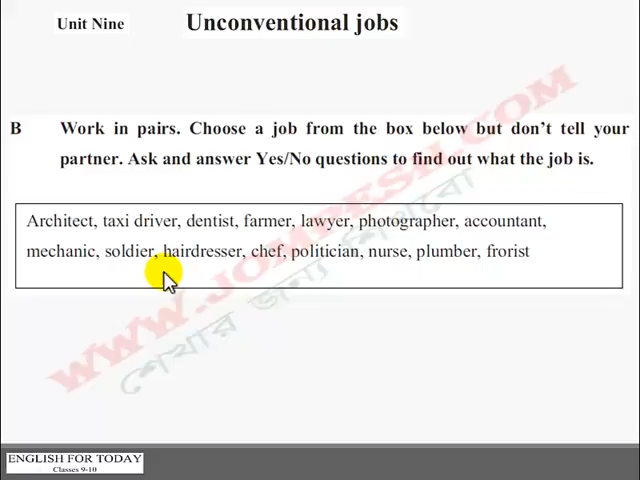 Unit Nine
Unconventional jobs
B Work in pairs. Choose a job from the box below but don't tell your
partner. Ask and answer Yes/No questions to find out what the job is.
Architect, taxi driver, dentist, farmer, lawyer, photographer, accountant,
mechanic, soldier, hairdresser, chef, politician, nurse, plumber, frorist
WWW.JOMPESH.COM
শেখার জন্য
ENGLISH FOR TODAY
Classes 9-10